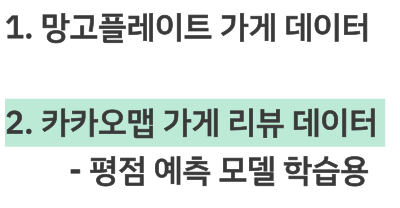 1. 망고플레이트 가게 데이터
2. 카카오맵 가게 리뷰 데이터
- 평점 예측 모델 학습용